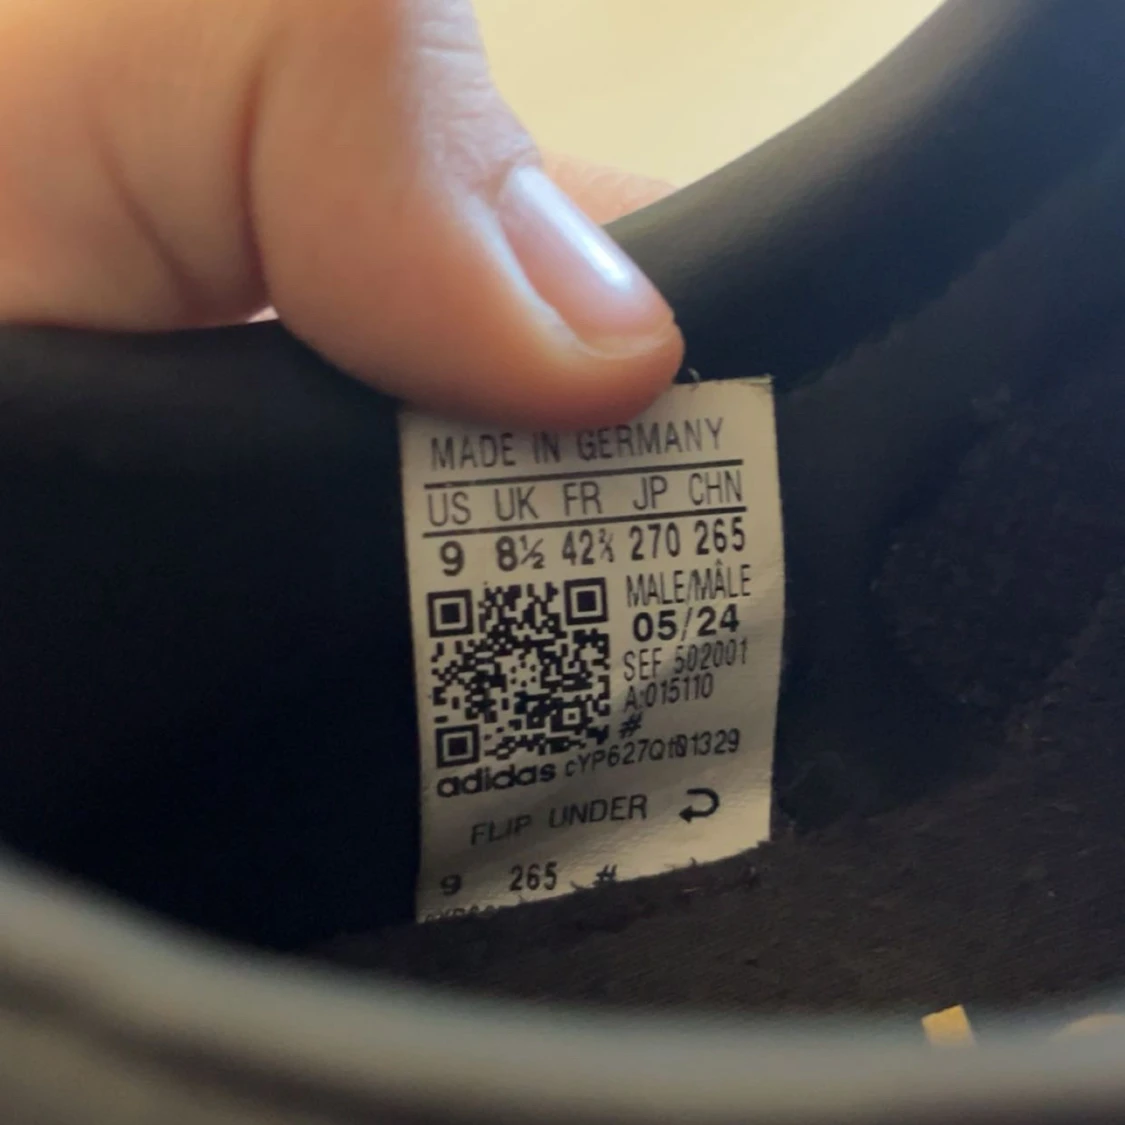 MADE IN GERMANY
US UK FR JP CHN
9 8½ 42⅔ 270 265
MALE/MÂLE
05/24
SEF 502001
A:015110
#
adidas cYP627Qt01329
FLIP UNDER
9 265 #